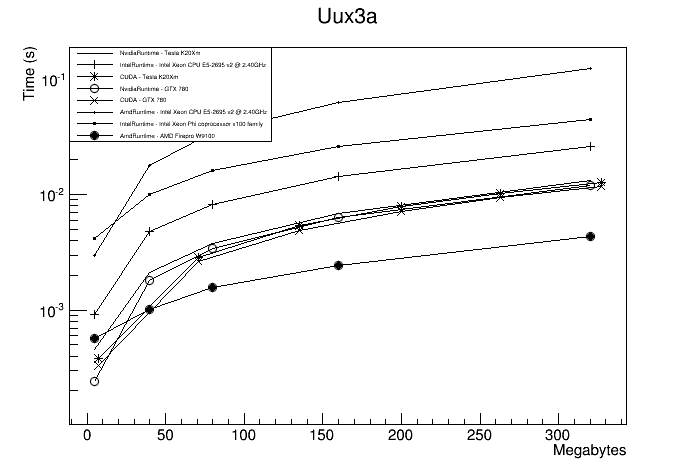 Uux3a
Time (s)
NvidiaRuntime - Tesla K20Xm
IntelRuntime - Intel Xeon CPU E5-2695 v2 @ 2.40GHz
CUDA - Tesla K20Xm
NvidiaRuntime - GTX 780
CUDA - GTX 780
AmdRuntime - Intel Xeon CPU E5-2695 v2 @ 2.40GHz
IntelRuntime - Intel Xeon Phi coprocessor x100 family
AmdRuntime - AMD Firepro W9100
10⁻¹
10⁻²
10⁻³
0 50 100 150 200 250 300
Megabytes